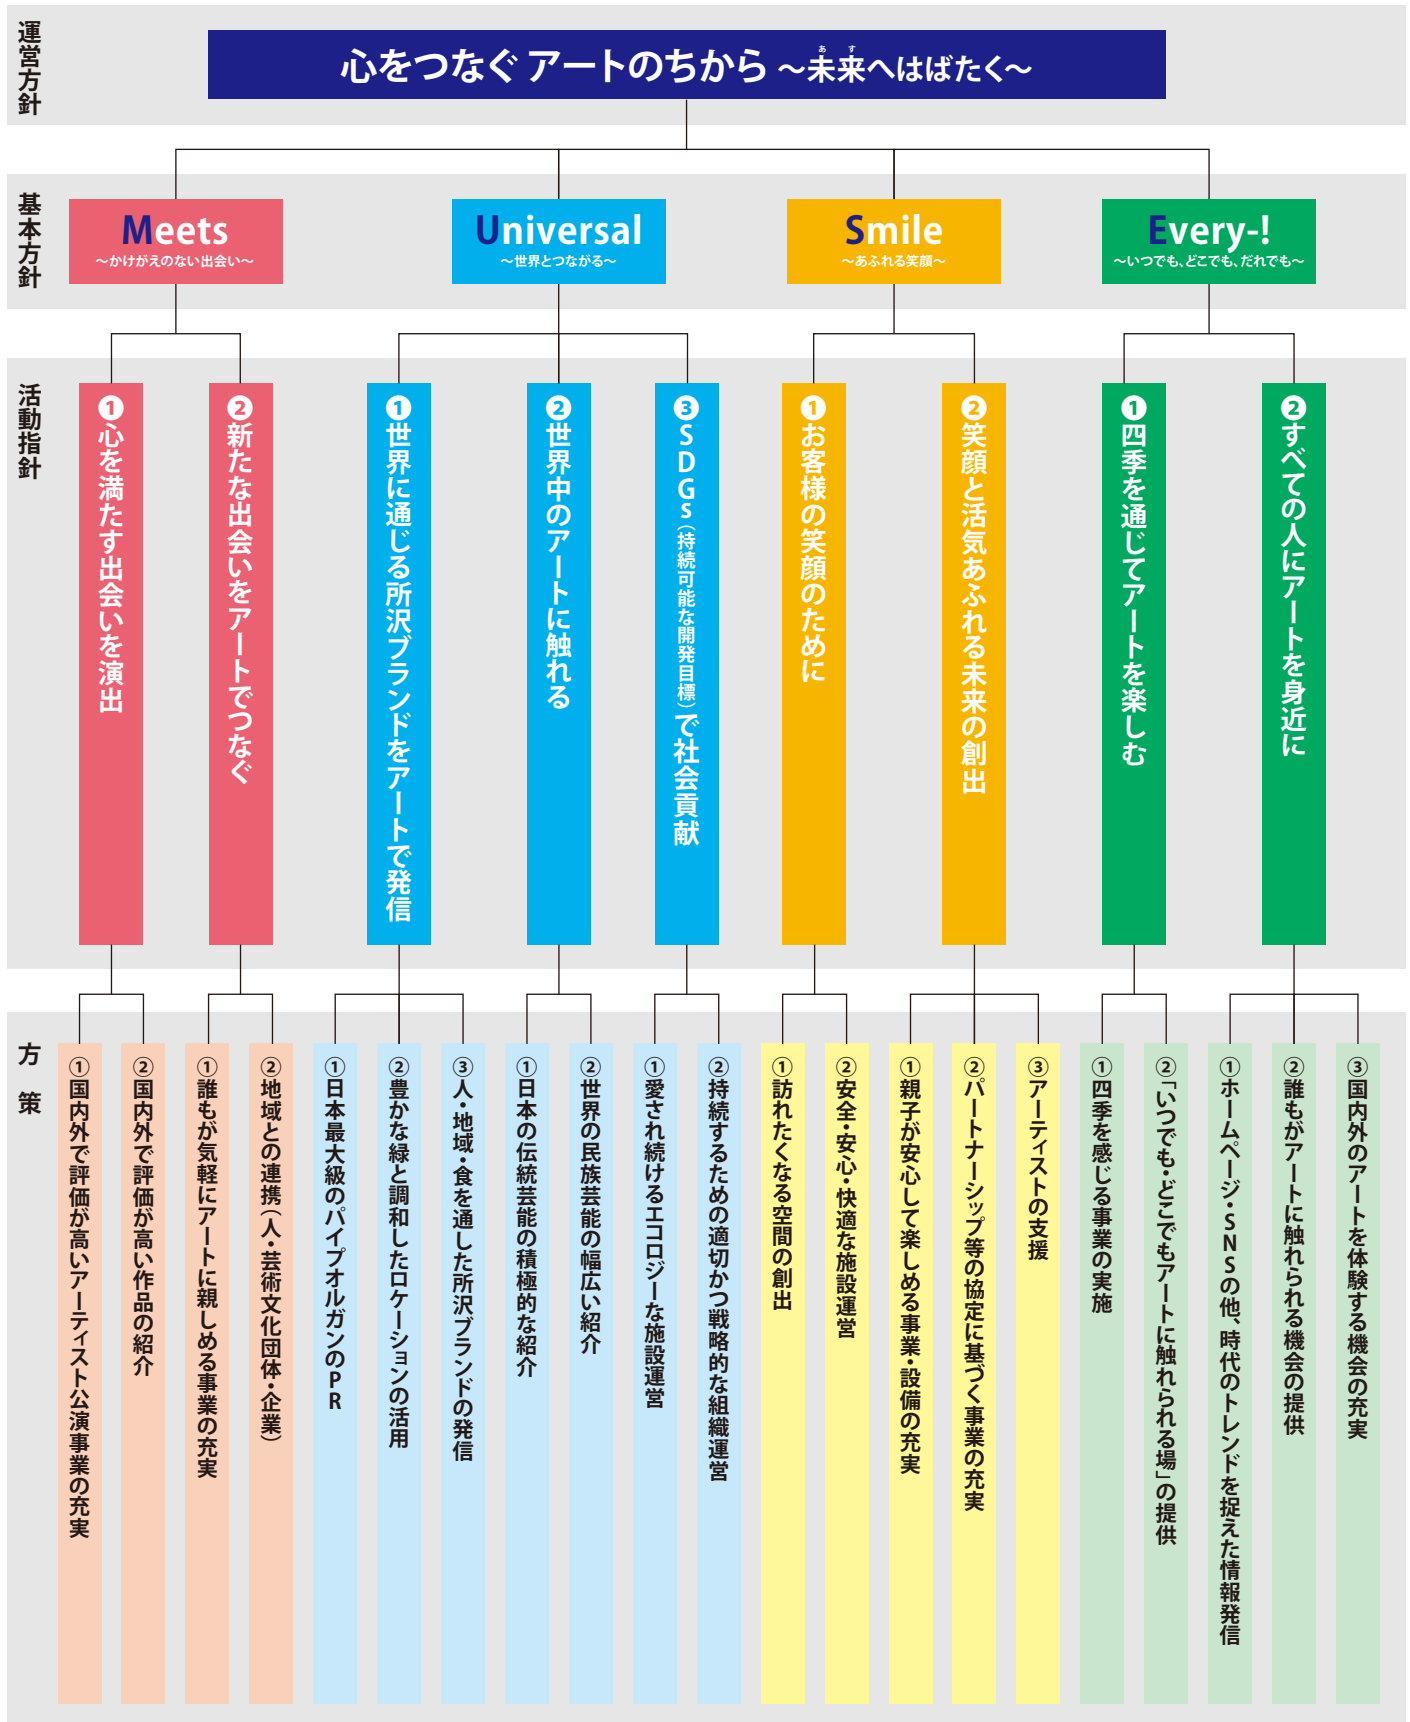 運営方針
心をつなぐ アートのちから ～未来へはばたく～
あ す
基本方針
Meets
～かけがえのない出会い～
Universal
～世界とつながる～
Smile
～あふれる笑顔～
Every-!
～いつでも、どこでも、だれでも～
活動指針
❶心を満たす出会いを演出
❷新たな出会いをアートでつなぐ
❶世界に通じる所沢ブランドをアートで発信
❷世界中のアートに触れる
❸SDGs（持続可能な開発目標）で社会貢献
❶お客様の笑顔のために
❷笑顔と活気あふれる未来の創出
❶四季を通じてアートを楽しむ
❷すべての人にアートを身近に
方策
①国内外で評価が高いアーティスト公演事業の充実
②国内外で評価が高い作品の紹介
①誰もが気軽にアートに親しめる事業の充実
②地域との連携（人・芸術文化団体・企業）
①日本最大級のパイプオルガンのPR
②豊かな緑と調和したロケーションの活用
③人・地域・食を通した所沢ブランドの発信
①日本の伝統芸能の積極的な紹介
②世界の民族芸能の幅広い紹介
①愛され続けるエコロジーな施設運営
②持続するための適切かつ戦略的な組織運営
①訪れたくなる空間の創出
②安全・安心・快適な施設運営
①親子が安心して楽しめる事業・設備の充実
②パートナーシップ等の協定に基づく事業の充実
③アーティストの支援
①四季を感じる事業の実施
②「いつでも・どこでもアートに触れられる場」の提供
①ホームページ・SNSの他、時代のトレンドを捉えた情報発信
②誰もがアートに触れられる機会の提供
③国内外のアートを体験する機会の充実